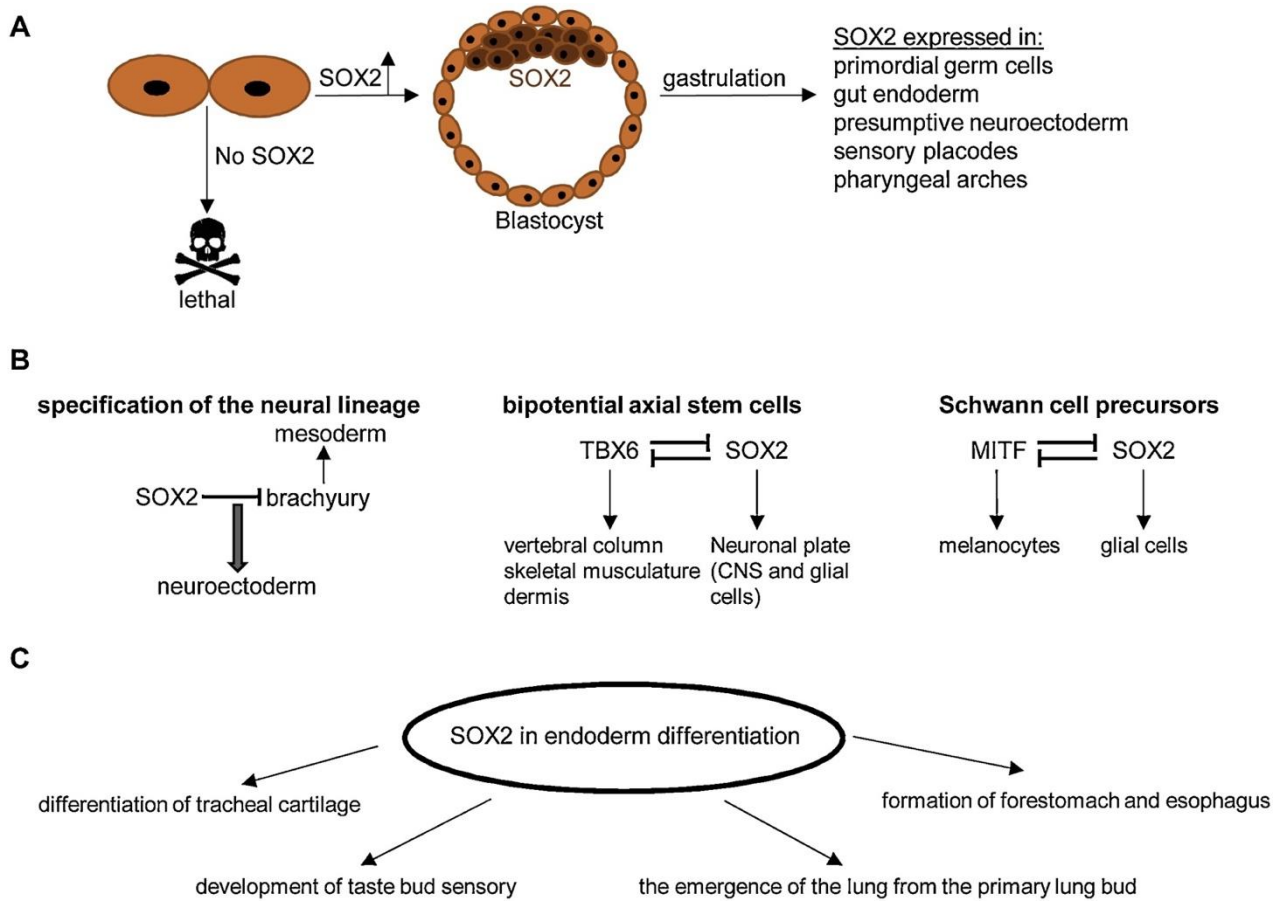 A
SOX2
No SOX2
lethal
SOX2
Blastocyst
gastrulation
SOX2 expressed in:
primordial germ cells
gut endoderm
presumptive neuroectoderm
sensory placodes
pharyngeal arches
B
specification of the neural lineage
mesoderm
SOX2 brachyury
neuroectoderm
bipotential axial stem cells
TBX6 SOX2
vertebral column
skeletal musculature
dermis
Neuronal plate
(CNS and glial
cells)
Schwann cell precursors
MITF SOX2
melanocytes glial cells
C
SOX2 in endoderm differentiation
differentiation of tracheal cartilage
formation of forestomach and esophagus
development of taste bud sensory
the emergence of the lung from the primary lung bud